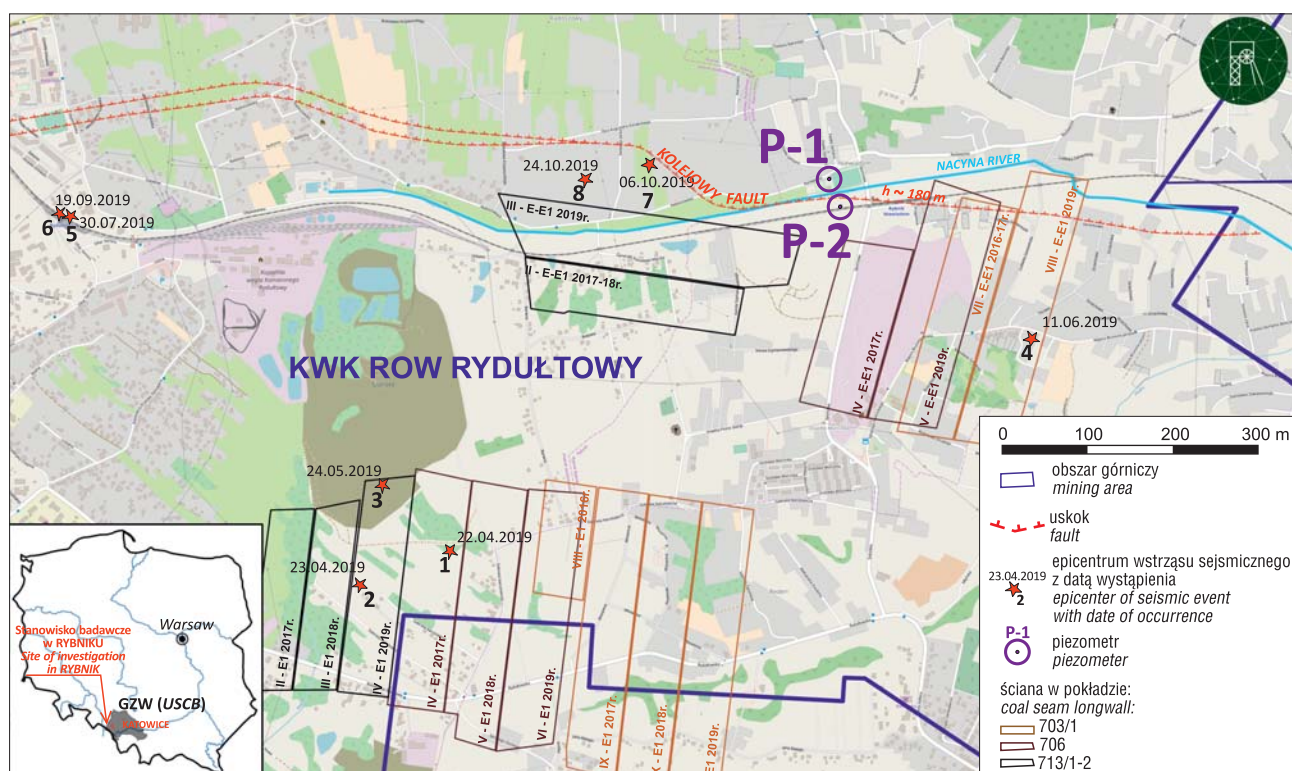 P-1
NACYNA RIVER
KOLEJOWY FAULT
h ~ 180 m
24.10.2019
8
06.10.2019
7
19.09.2019
6
5
30.07.2019
P-2
III - E-E1 2019r.
II - E-E1 2017-18r.
VII - E-E1 2016-17r.
VIII - E-E1 2019r.
IV - E-E1 2017r.
V - E-E1 2019r.
11.06.2019
4
KWK ROW RYDUŁTOWY
24.05.2019
3
22.04.2019
1
23.04.2019
2
II - E1 2017r.
III - E1 2018r.
IV - E1 2019r.
IV - E1 2017r.
V - E1 2018r.
VI - E1 2019r.
VIII - E1 2016r.
IX - E1 2017r.
X - E1 2018r.
E1 2019r.
Stanowisko badawcze
w RYBNIKU
Site of investigation
in RYBNIK
Warsaw
GZW (USCB)
KATOWICE
0 100 200 300 m
obszar górniczy
mining area
uskok
fault
23.04.2019
2
epicentrum wstrząsu sejsmicznego
z datą wystąpienia
epicenter of seismic event
with date of occurrence
P-1
piezometr
piezometer
ściana w pokładzie:
coal seam longwall:
703/1
706
713/1-2